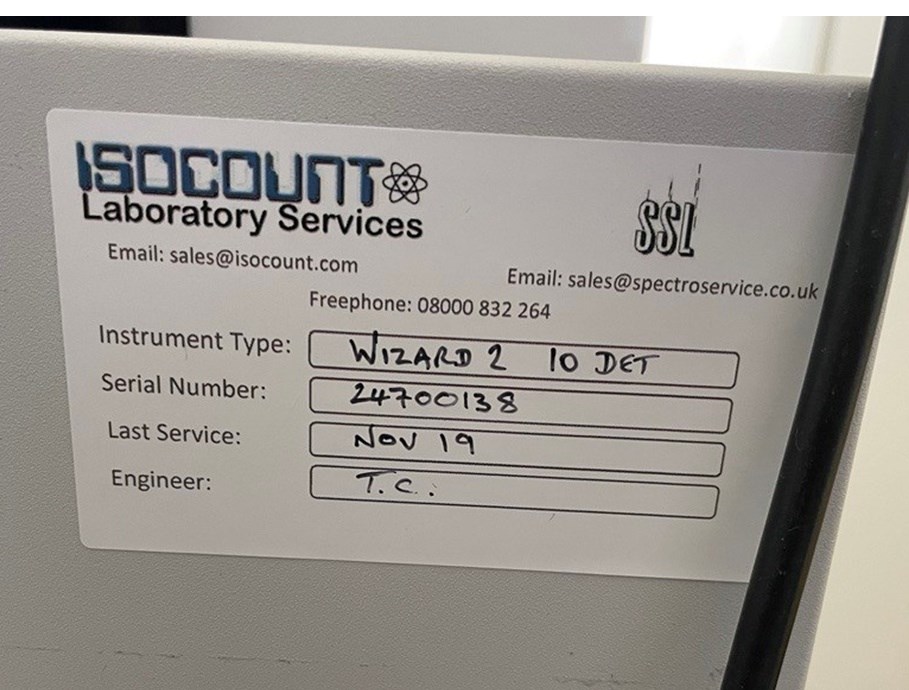 ISOCOUNT
Laboratory Services
SSL
Email: sales@isocount.com
Email: sales@spectroservice.co.uk
Freephone: 08000 832 264
Instrument Type: WIZARD 2 10 DET
Serial Number: 24700138
Last Service: NOV 19
Engineer: T.C.